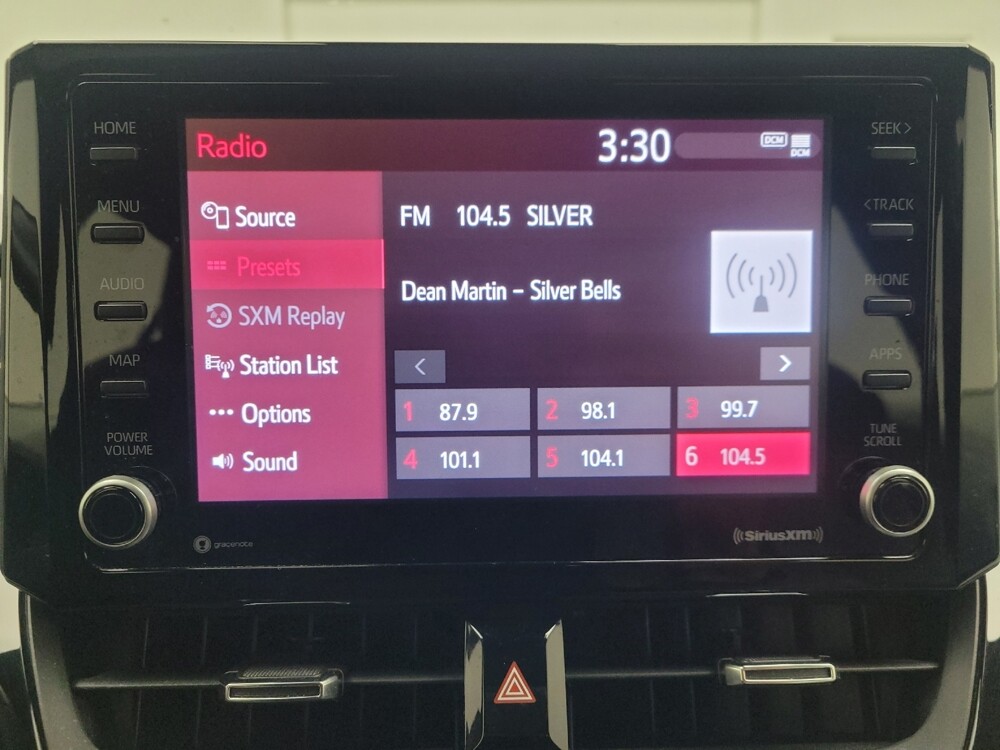 HOME
MENU
AUDIO
MAP
POWER
VOLUME
Radio
3:30
DCM
DCM
Source
Presets
SXM Replay
Station List
Options
Sound
FM 104.5 SILVER
Dean Martin - Silver Bells
<
>
1 87.9
2 98.1
3 99.7
4 101.1
5 104.1
6 104.5
SEEK >
< TRACK
PHONE
APPS
TUNE
SCROLL
gracenote
SiriusXM